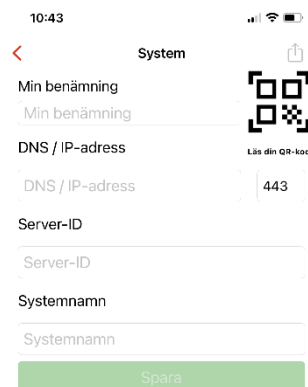 10:43
System
Min benämning
Min benämning
DNS / IP-adress
Läs din QR-kod
DNS / IP-adress 443
Server-ID
Server-ID
Systemnamn
Systemnamn
Spara